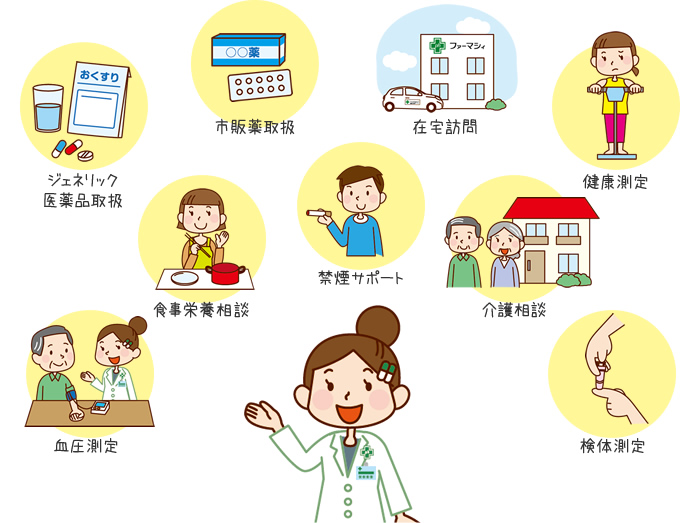 おくすり
○○薬
ファーマシィ
市販薬取扱
在宅訪問
健康測定
ジェネリック
医薬品取扱
禁煙サポート
食事栄養相談
介護相談
血圧測定
検体測定